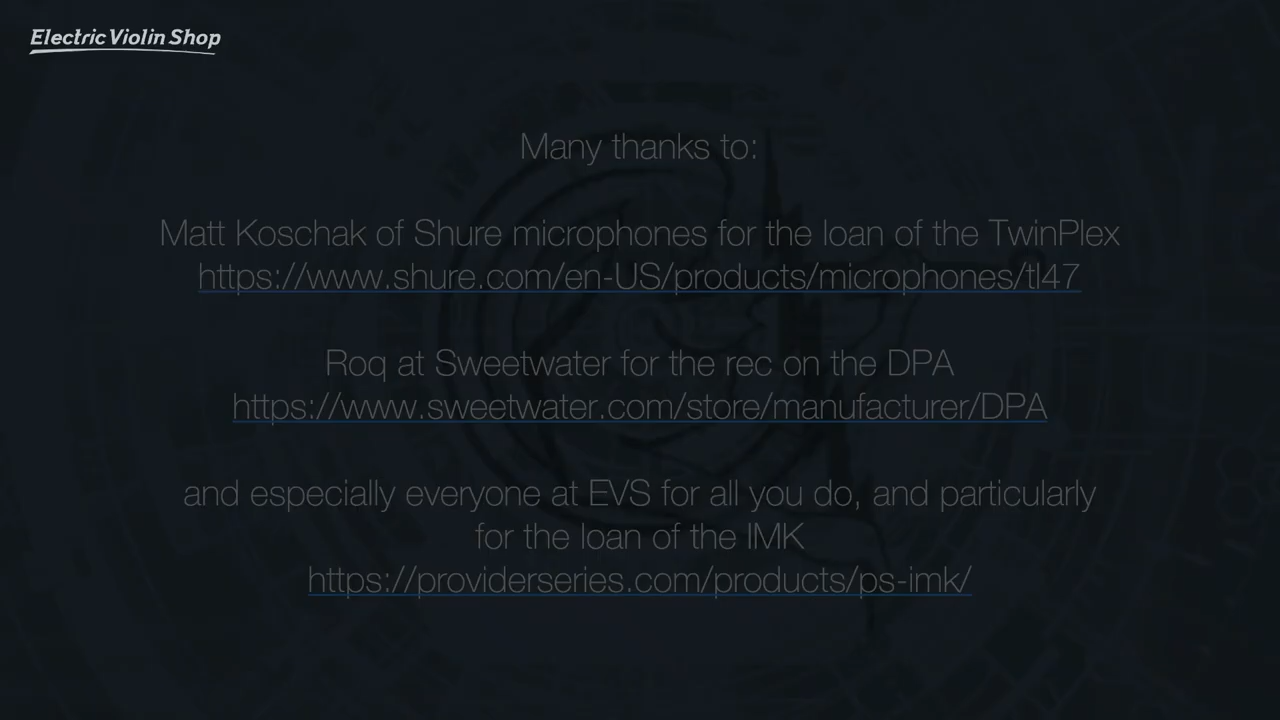 Electric Violin Shop
Many thanks to:
Matt Koschak of Shure microphones for the loan of the TwinPlex
https://www.shure.com/en-US/products/microphones/tl47
Roq at Sweetwater for the rec on the DPA
https://www.sweetwater.com/store/manufacturer/DPA
and especially everyone at EVS for all you do, and particularly
for the loan of the IMK
https://providerseries.com/products/ps-imk/